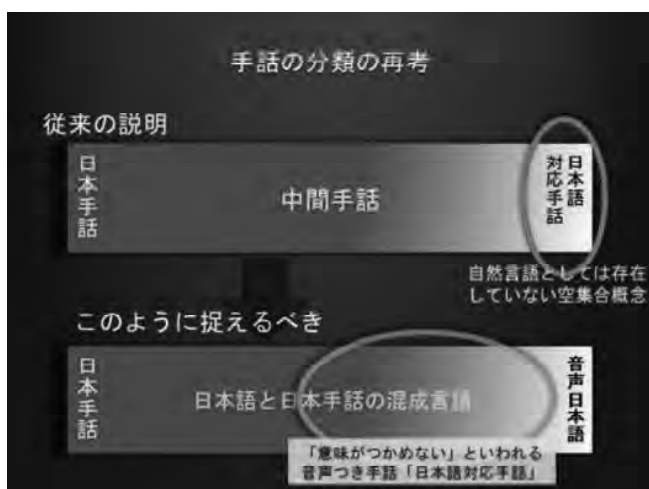 手話の分類の再考
従来の説明
日本手話
中間手話
日本語
対応手話
自然言語としては存在
していない空集合概念
このように捉えるべき
日本手話
日本語と日本手話の混成言語
音声日本語
「意味がつかめない」といわれる
音声つき手話「日本語対応手話」